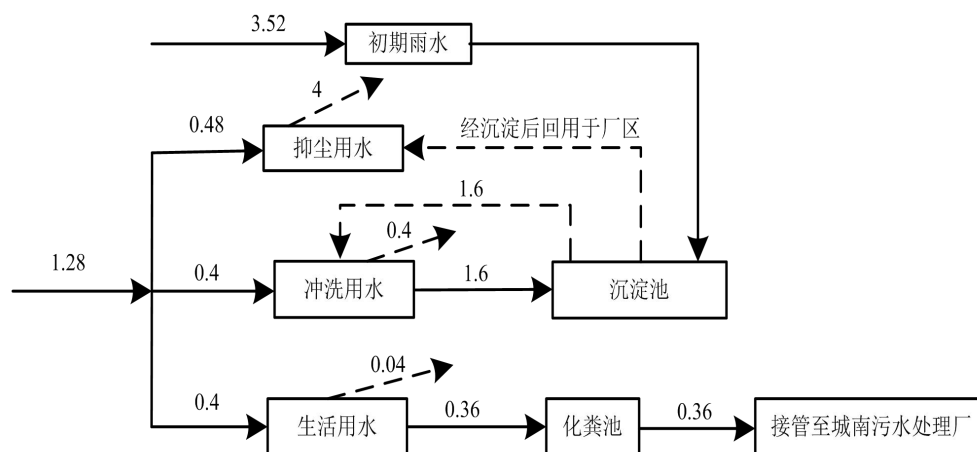 3.52
初期雨水
4
0.48
抑尘用水
经沉淀后回用于厂区
1.6
0.4
1.28
0.4
冲洗用水
1.6
沉淀池
0.04
0.4
生活用水
0.36
化粪池
0.36
接管至城南污水处理厂